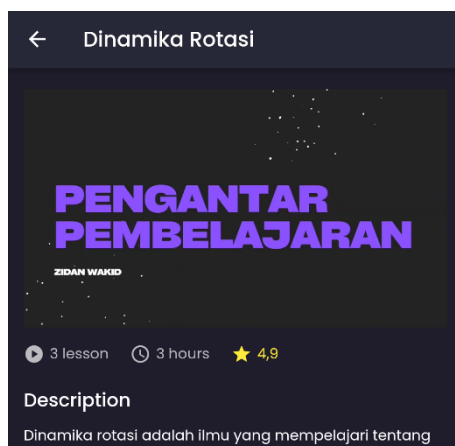 Dinamika Rotasi
PENGANTAR
PEMBELAJARAN
ZIDAN WAKID
3 lesson 3 hours 4,9
Description
Dinamika rotasi adalah ilmu yang mempelajari tentang